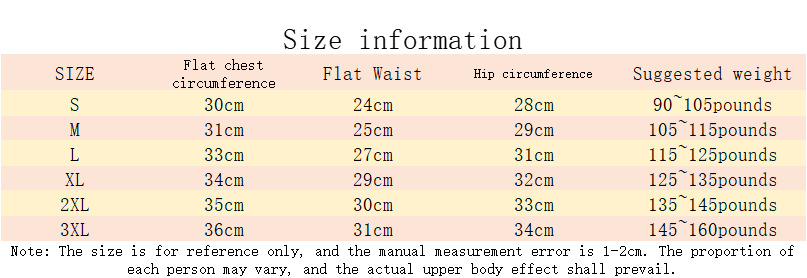 Size information
SIZE Flat chest circumference Flat Waist Hip circumference Suggested weight
S 30cm 24cm 28cm 90~105pounds
M 31cm 25cm 29cm 105~115pounds
L 33cm 27cm 31cm 115~125pounds
XL 34cm 29cm 32cm 125~135pounds
2XL 35cm 30cm 33cm 135~145pounds
3XL 36cm 31cm 34cm 145~160pounds
Note: The size is for reference only, and the manual measurement error is 1-2cm. The proportion of
each person may vary, and the actual upper body effect shall prevail.